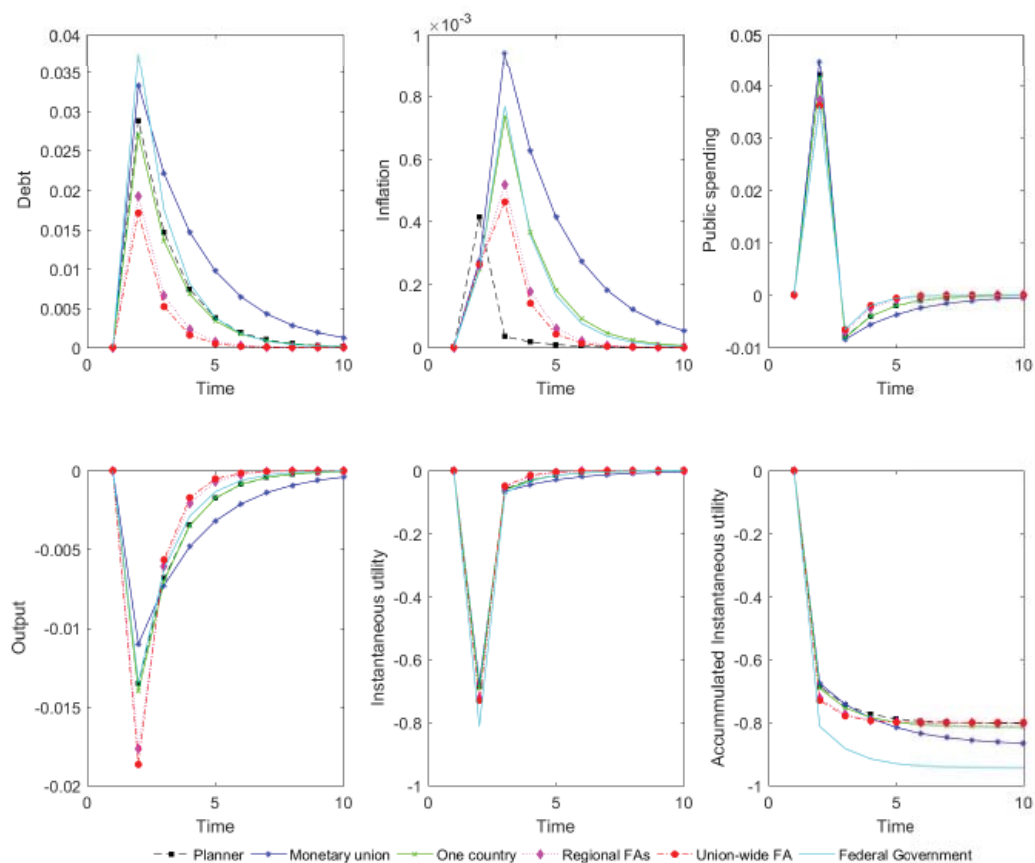 ×10⁻³
0.04
0.035
0.03
0.025
0.02
0.015
0.01
0.005
0
Debt
0 5 10
Time
1
0.8
0.6
0.4
0.2
0
Inflation
0 5 10
Time
0.05
0.04
0.03
0.02
0.01
0
-0.01
Public spending
0 5 10
Time
0
-0.005
-0.01
-0.015
-0.02
Output
0 5 10
Time
0
-0.2
-0.4
-0.6
-0.8
-1
Instantaneous utility
0 5 10
Time
0
-0.2
-0.4
-0.6
-0.8
-1
Accummulated Instantaneous utility
0 5 10
Time
Planner Monetary union One country Regional FAs Union-wide FA Federal Government